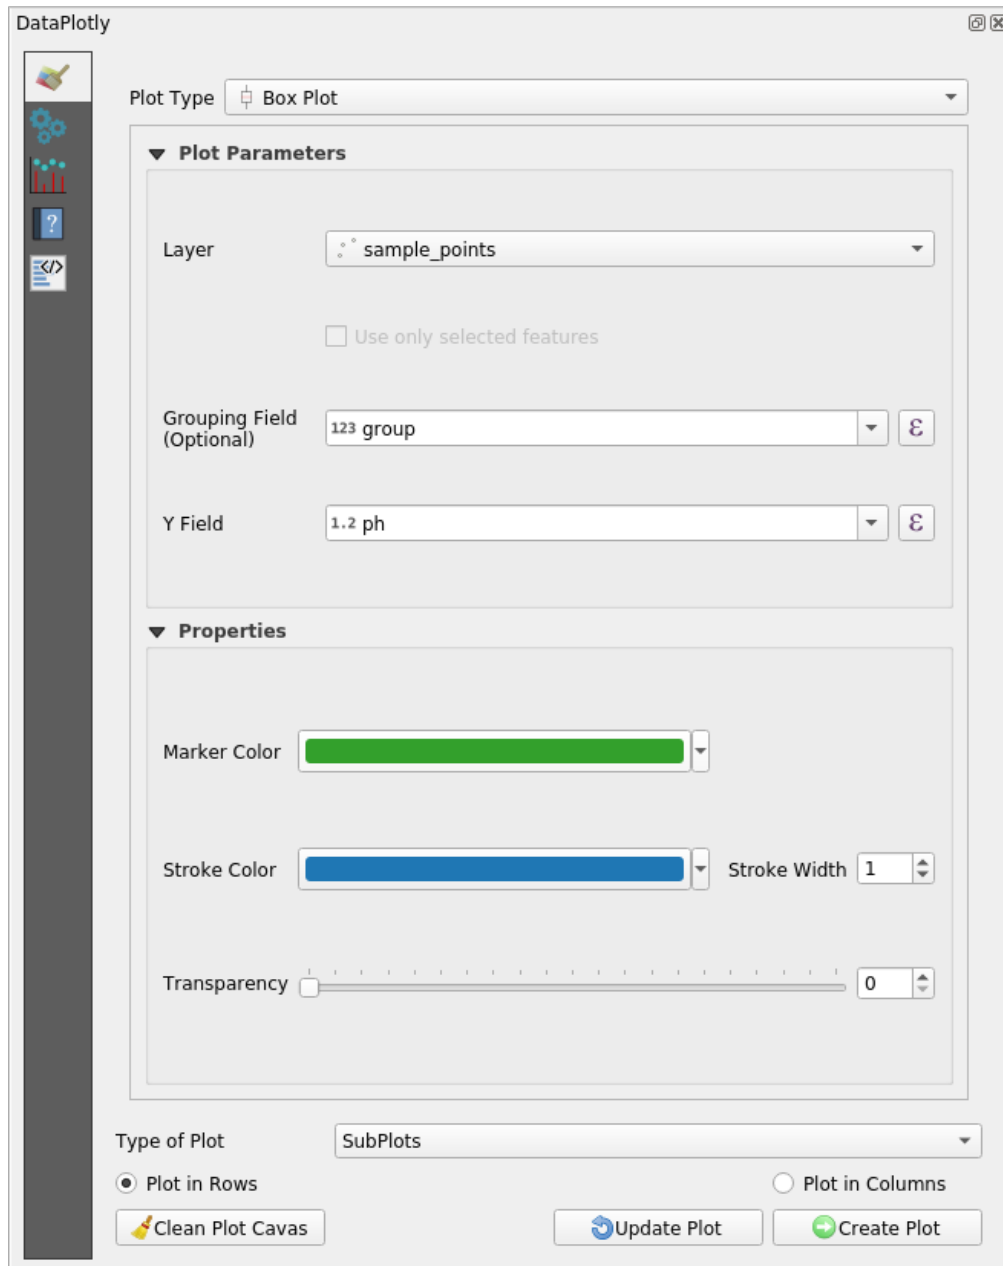 DataPlotly
Plot Type Box Plot
Plot Parameters
Layer sample_points
Use only selected features
Grouping Field
(Optional)
123 group
ε
Y Field 1.2 ph ε
Properties
Marker Color
Stroke Color Stroke Width 1
Transparency 0
Type of Plot SubPlots
Plot in Rows Plot in Columns
Clean Plot Cavas Update Plot Create Plot